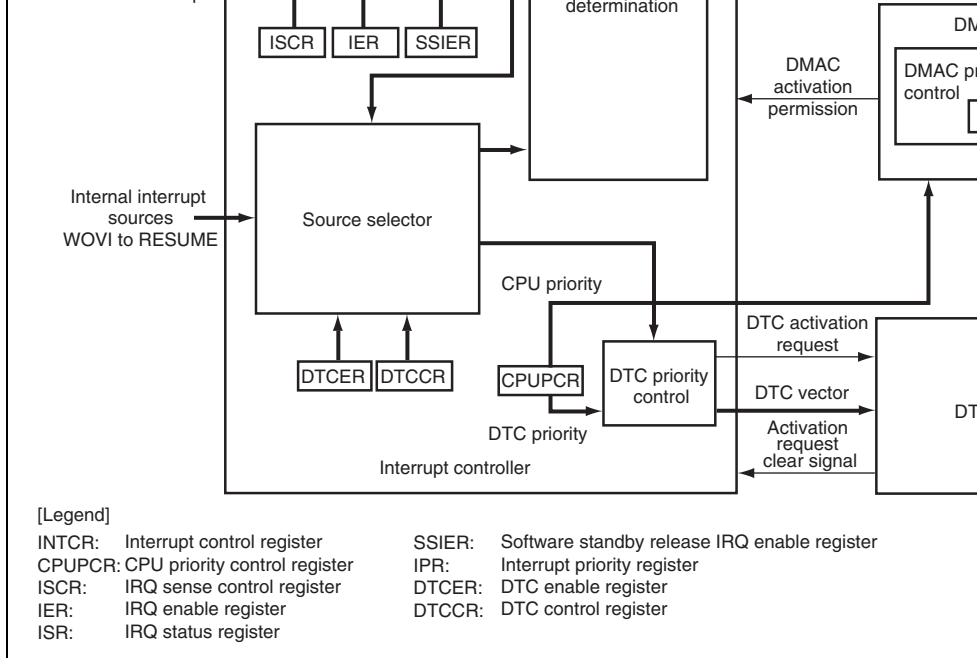 determination
ISCR IER SSIER
DMAC
activation
permission
control
Internal interrupt
sources
WOVI to RESUME
Source selector
CPU priority
DTCER DTCCR
CPUPCR
DTC priority
control
DTC priority
DTC activation
request
DTC vector
Activation
request
clear signal
Interrupt controller
[Legend]
INTCR: Interrupt control register
CPUPCR: CPU priority control register
ISCR: IRQ sense control register
IER: IRQ enable register
ISR: IRQ status register
SSIER: Software standby release IRQ enable register
IPR: Interrupt priority register
DTCER: DTC enable register
DTCCR: DTC control register